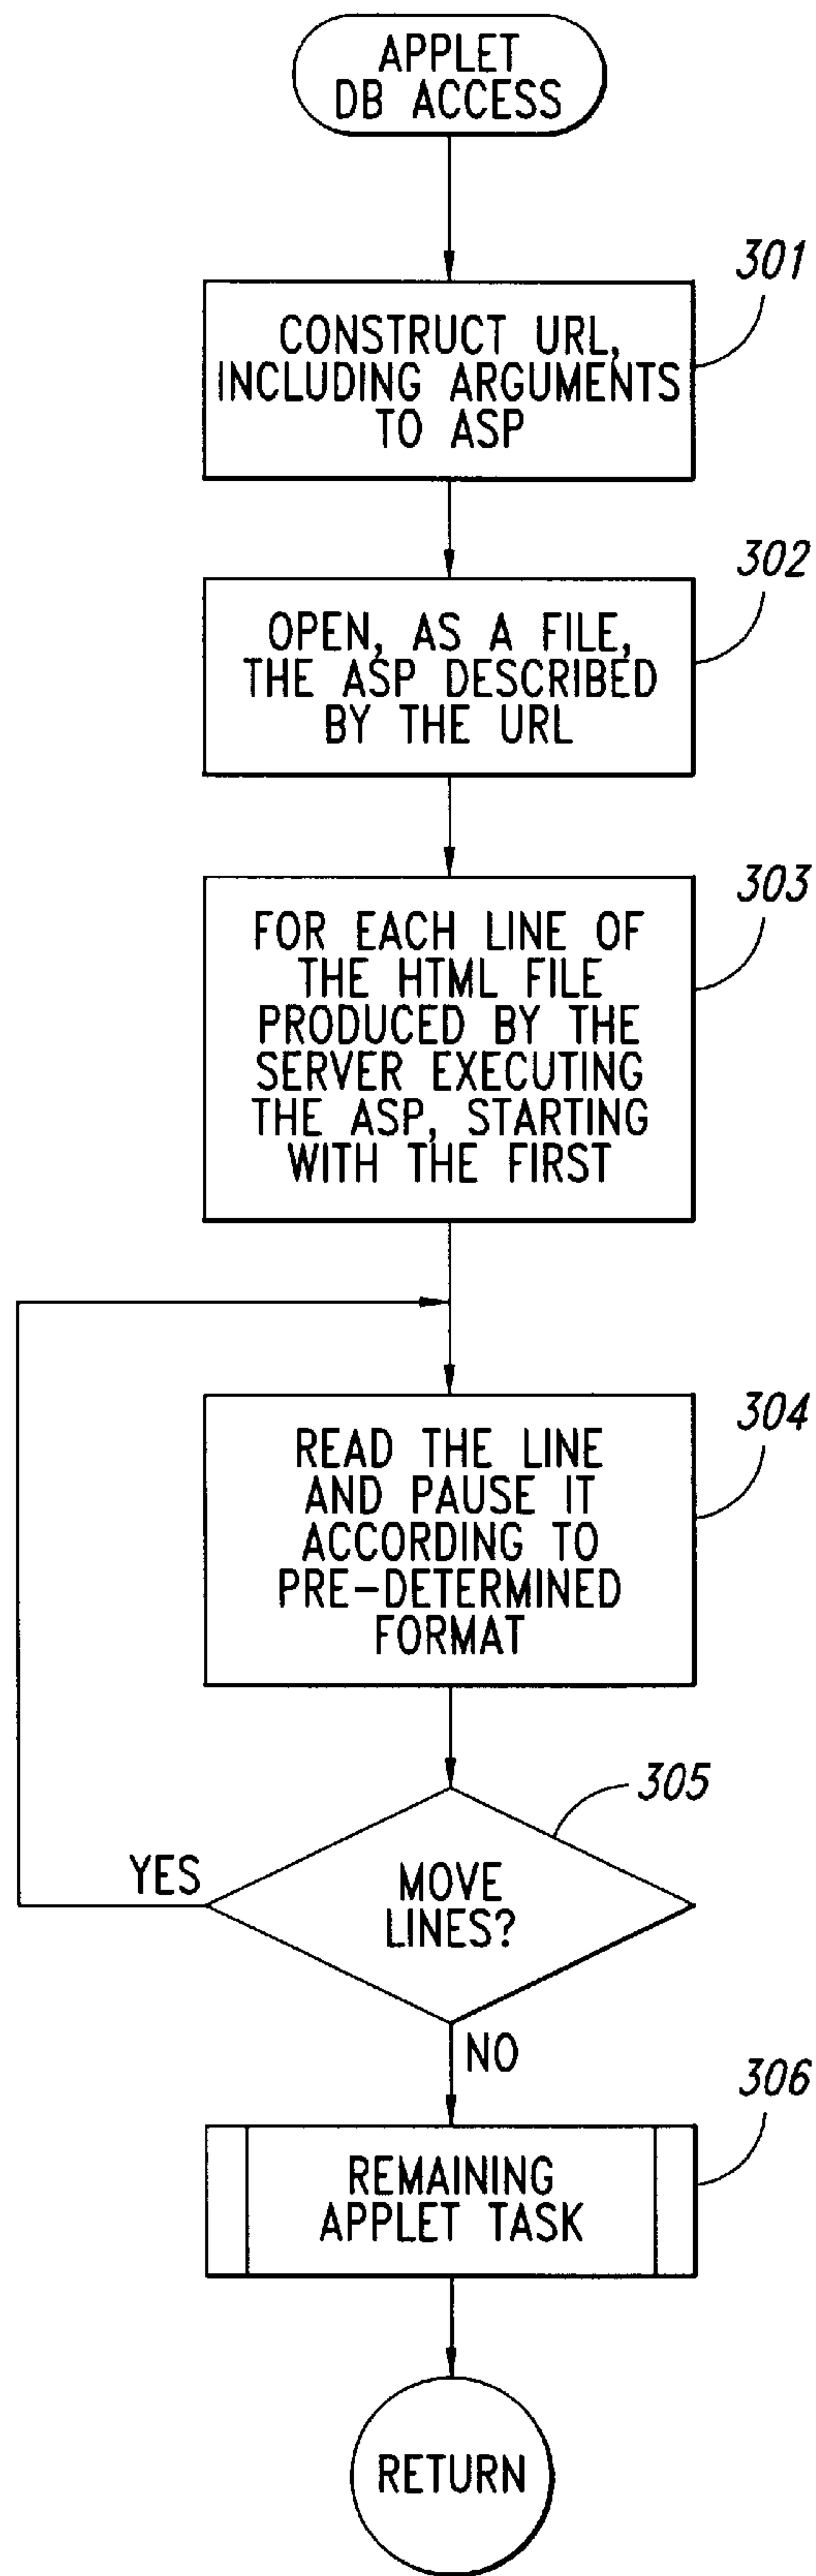 APPLET
DB ACCESS
301
CONSTRUCT URL,
INCLUDING ARGUMENTS
TO ASP
302
OPEN, AS A FILE,
THE ASP DESCRIBED
BY THE URL
303
FOR EACH LINE OF
THE HTML FILE
PRODUCED BY THE
SERVER EXECUTING
THE ASP, STARTING
WITH THE FIRST
304
READ THE LINE
AND PAUSE IT
ACCORDING TO
PRE-DETERMINED
FORMAT
305
YES
MOVE
LINES?
NO
306
REMAINING
APPLET TASK
RETURN